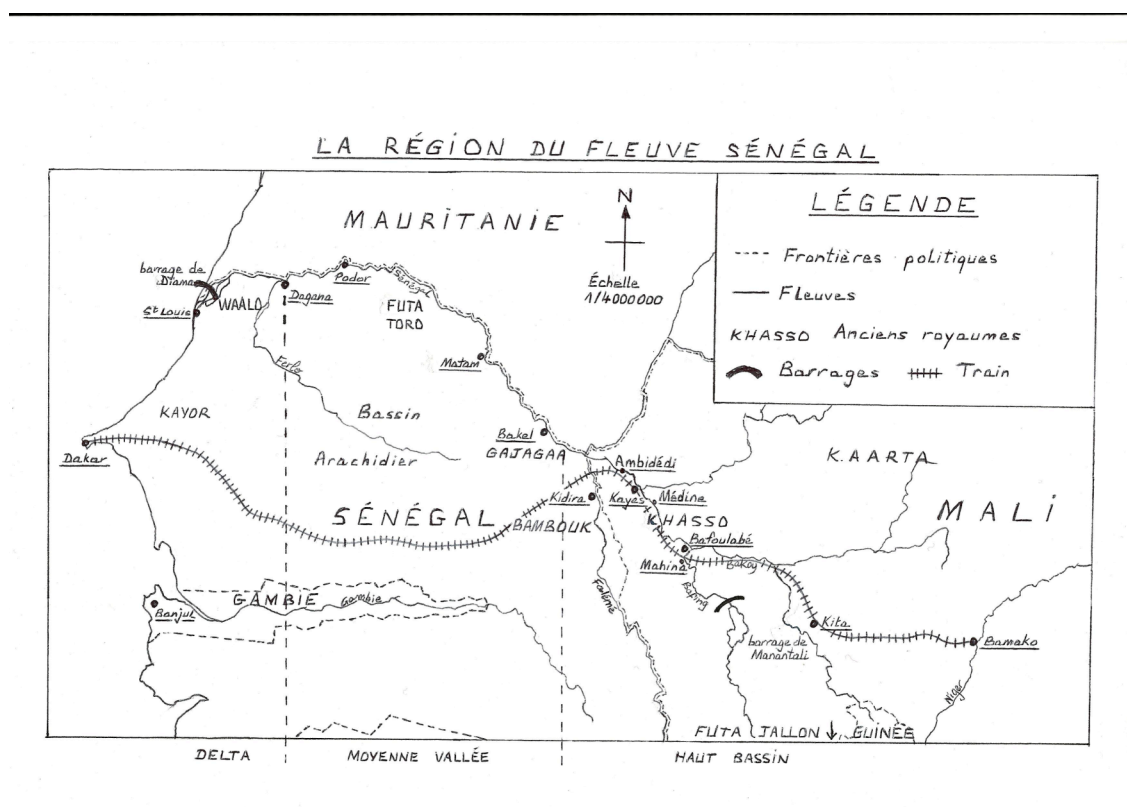 LA RÉGION DU FLEUVE SÉNÉGAL
MAURITANIE
N
Échelle
1/4000000
LÉGENDE
Frontières politiques
Fleuves
KHASSO Anciens royaumes
Barrages
Train
barrage de
Diama
St Louis
WAALO
Dagana
Podor
Sénégal
FUTA
TORO
Matam
Ferlo
KAYOR
Bassin
Arachidier
Dakar
Bakel
GAJAGAA
Ambidédi
Kidira
Kayes
Médine
KAARTA
MALI
SÉNÉGAL
BAMBOUK
KHASSO
Bafoulabé
Mahina
Bakoy
Bafing
Falémé
GAMBIE
Gambie
Banjul
barrage de
Manantali
Kita
Bamako
Niger
FUTA JALLON
GUINÉE
DELTA
MOYENNE VALLÉE
HAUT BASSIN